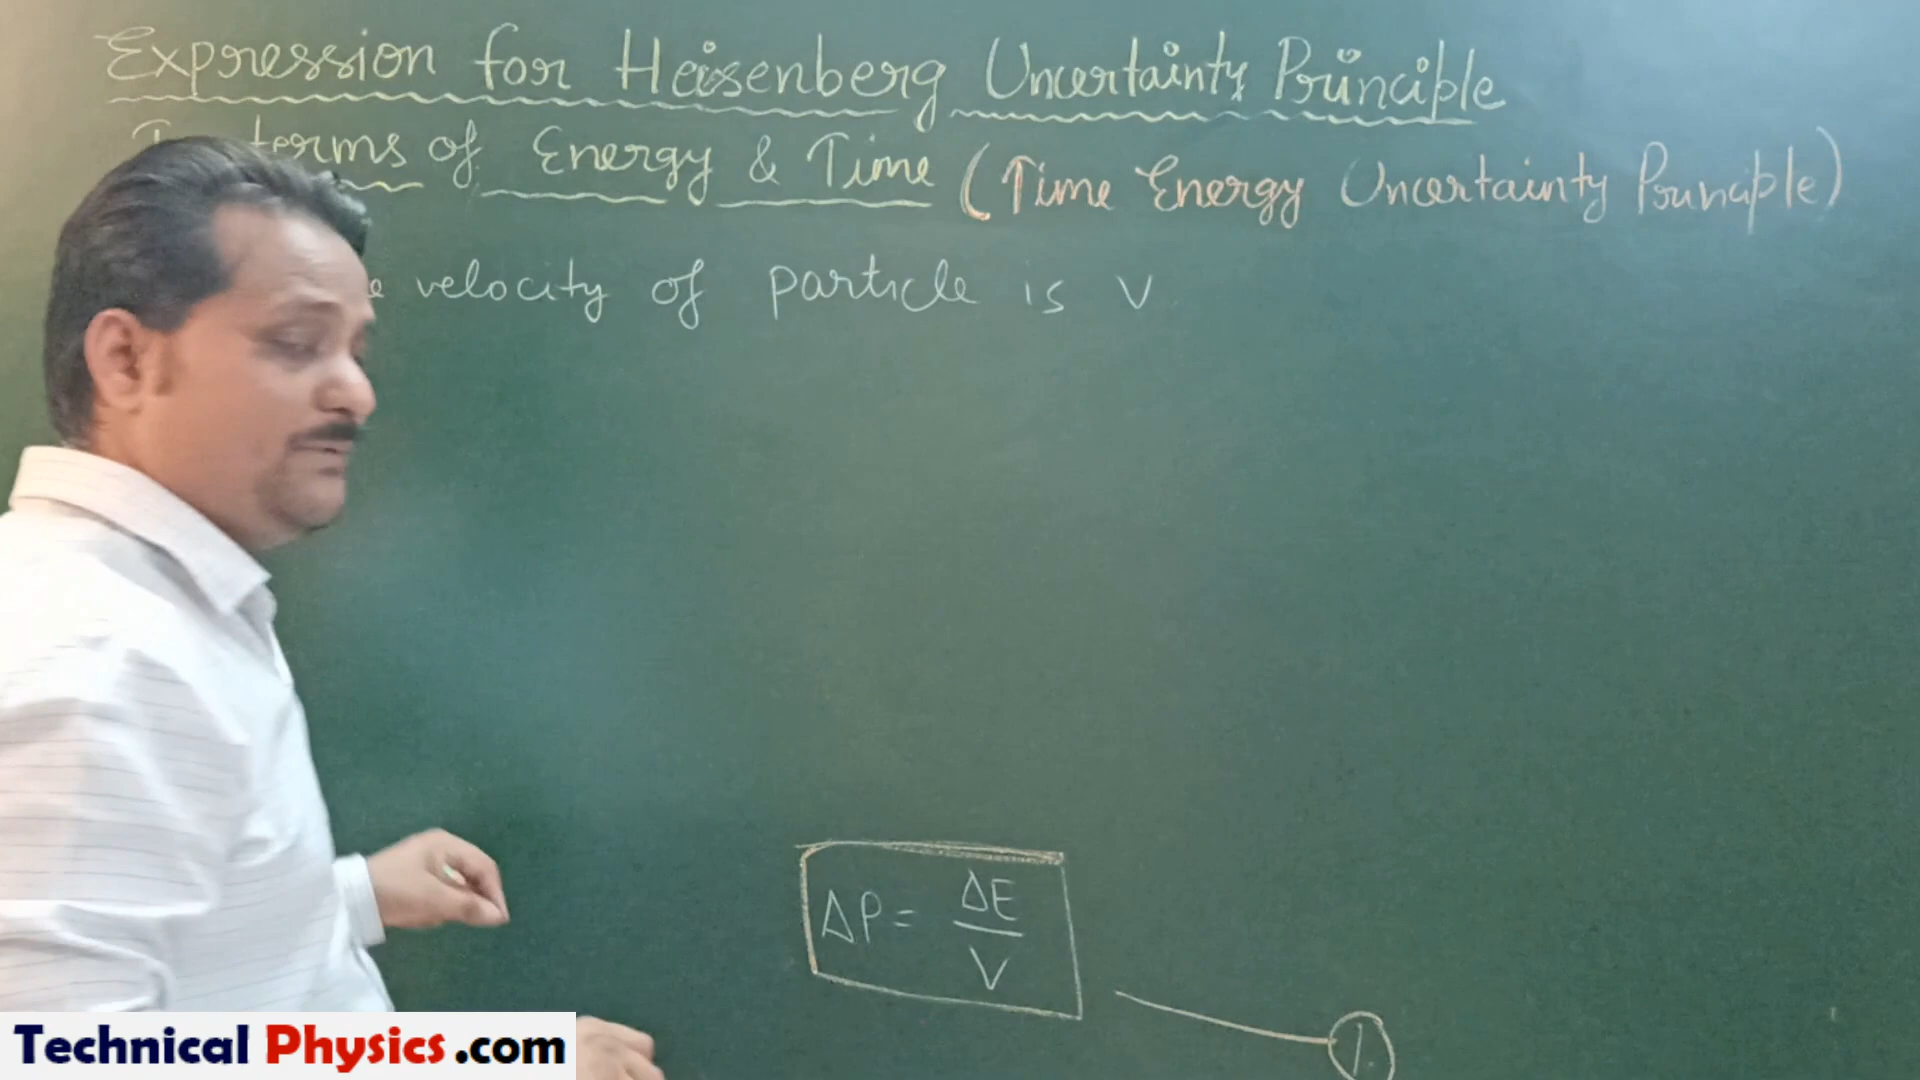 Expression for Heisenberg Uncertainty Principle
terms of Energy & Time (Time Energy Uncertainty Principle)
velocity of particle is v
ΔP = ΔE
V
1.
Technical Physics.com